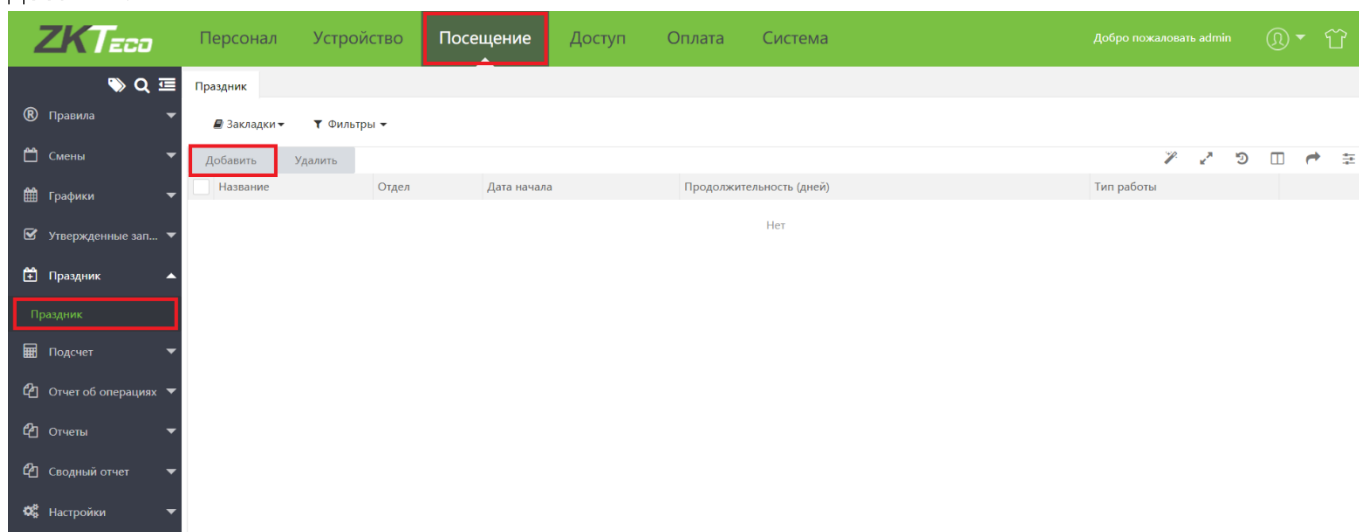 ZKTECO Персонал Устройство Посещение Доступ Оплата Система Добро пожаловать admin
Праздник
Правила
Закладки Фильтры
Смены
Добавить Удалить
Название Отдел Дата начала Продолжительность (дней) Тип работы
Графики
Нет
Утвержденные зап...
Праздник
Праздник
Подсчет
Отчет об операциях
Отчеты
Сводный отчет
Настройки